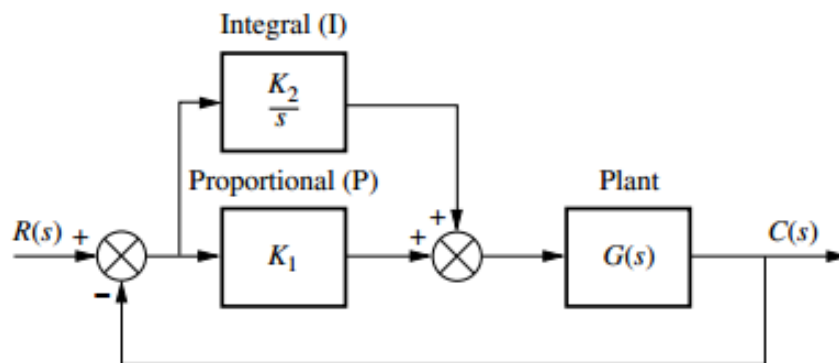 Integral (I)
K₂
s
Proportional (P)
Plant
R(s) +
+
+
K₁
G(s)
C(s)
−